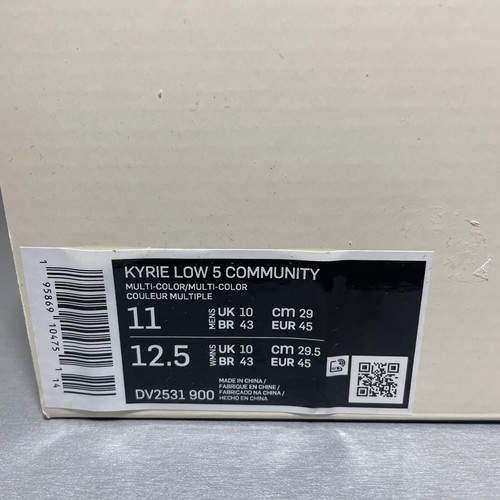 KYRIE LOW 5 COMMUNITY
MULTI-COLOR/MULTI-COLOR
COULEUR MULTIPLE
11 MENS UK 10 CM 29
BR 43 EUR 45
12.5 WMNS UK 10 CM 29.5
BR 43 EUR 45
DV2531 900
MADE IN CHINA/
FABRIQUE EN CHINE/
FABRICADO NA CHINA/
HECHO EN CHINA
1 95869 10475 14